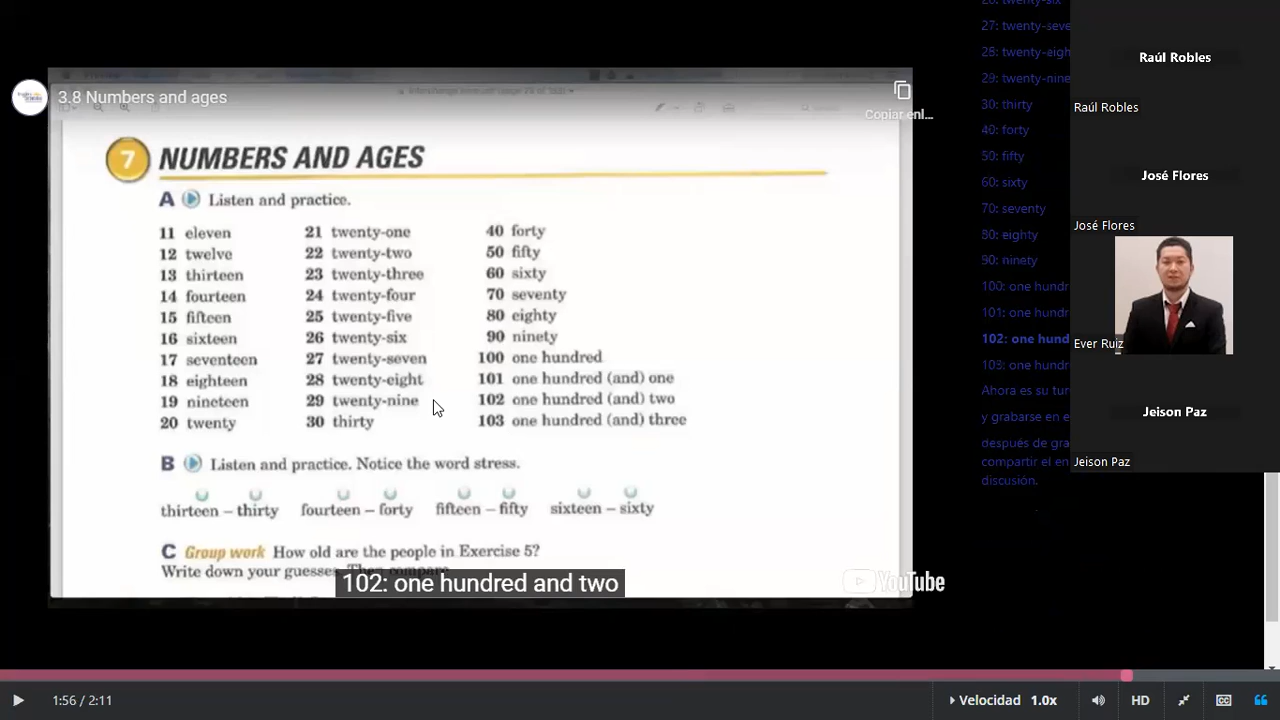 3.8 Numbers and ages
Copiar enl...
7 NUMBERS AND AGES
A Listen and practice.
11 eleven 21 twenty-one 40 forty
12 twelve 22 twenty-two 50 fifty
13 thirteen 23 twenty-three 60 sixty
14 fourteen 24 twenty-four 70 seventy
15 fifteen 25 twenty-five 80 eighty
16 sixteen 26 twenty-six 90 ninety
17 seventeen 27 twenty-seven 100 one hundred
18 eighteen 28 twenty-eight 101 one hundred (and) one
19 nineteen 29 twenty-nine 102 one hundred (and) two
20 twenty 30 thirty 103 one hundred (and) three
B Listen and practice. Notice the word stress.
thirteen – thirty fourteen – forty fifteen – fifty sixteen – sixty
C Group work How old are the people in Exercise 5?
Write down your guesses. Then compare
102: one hundred and two
YouTube
26: twenty-six
27: twenty-seve
28: twenty-eigh
29: twenty-nine
30: thirty
40: forty
50: fifty
60: sixty
70: seventy
80: eighty
90: ninety
100: one hundr
101: one hundr
102: one hund
103: one hundr
Ahora es su tur
y grabarse en e
después de gra
compartir el en
discusión.
Raúl Robles
Raúl Robles
José Flores
José Flores
Ever Ruiz
Jeison Paz
Jeison Paz
1:56 / 2:11
Velocidad 1.0x
HD
CC